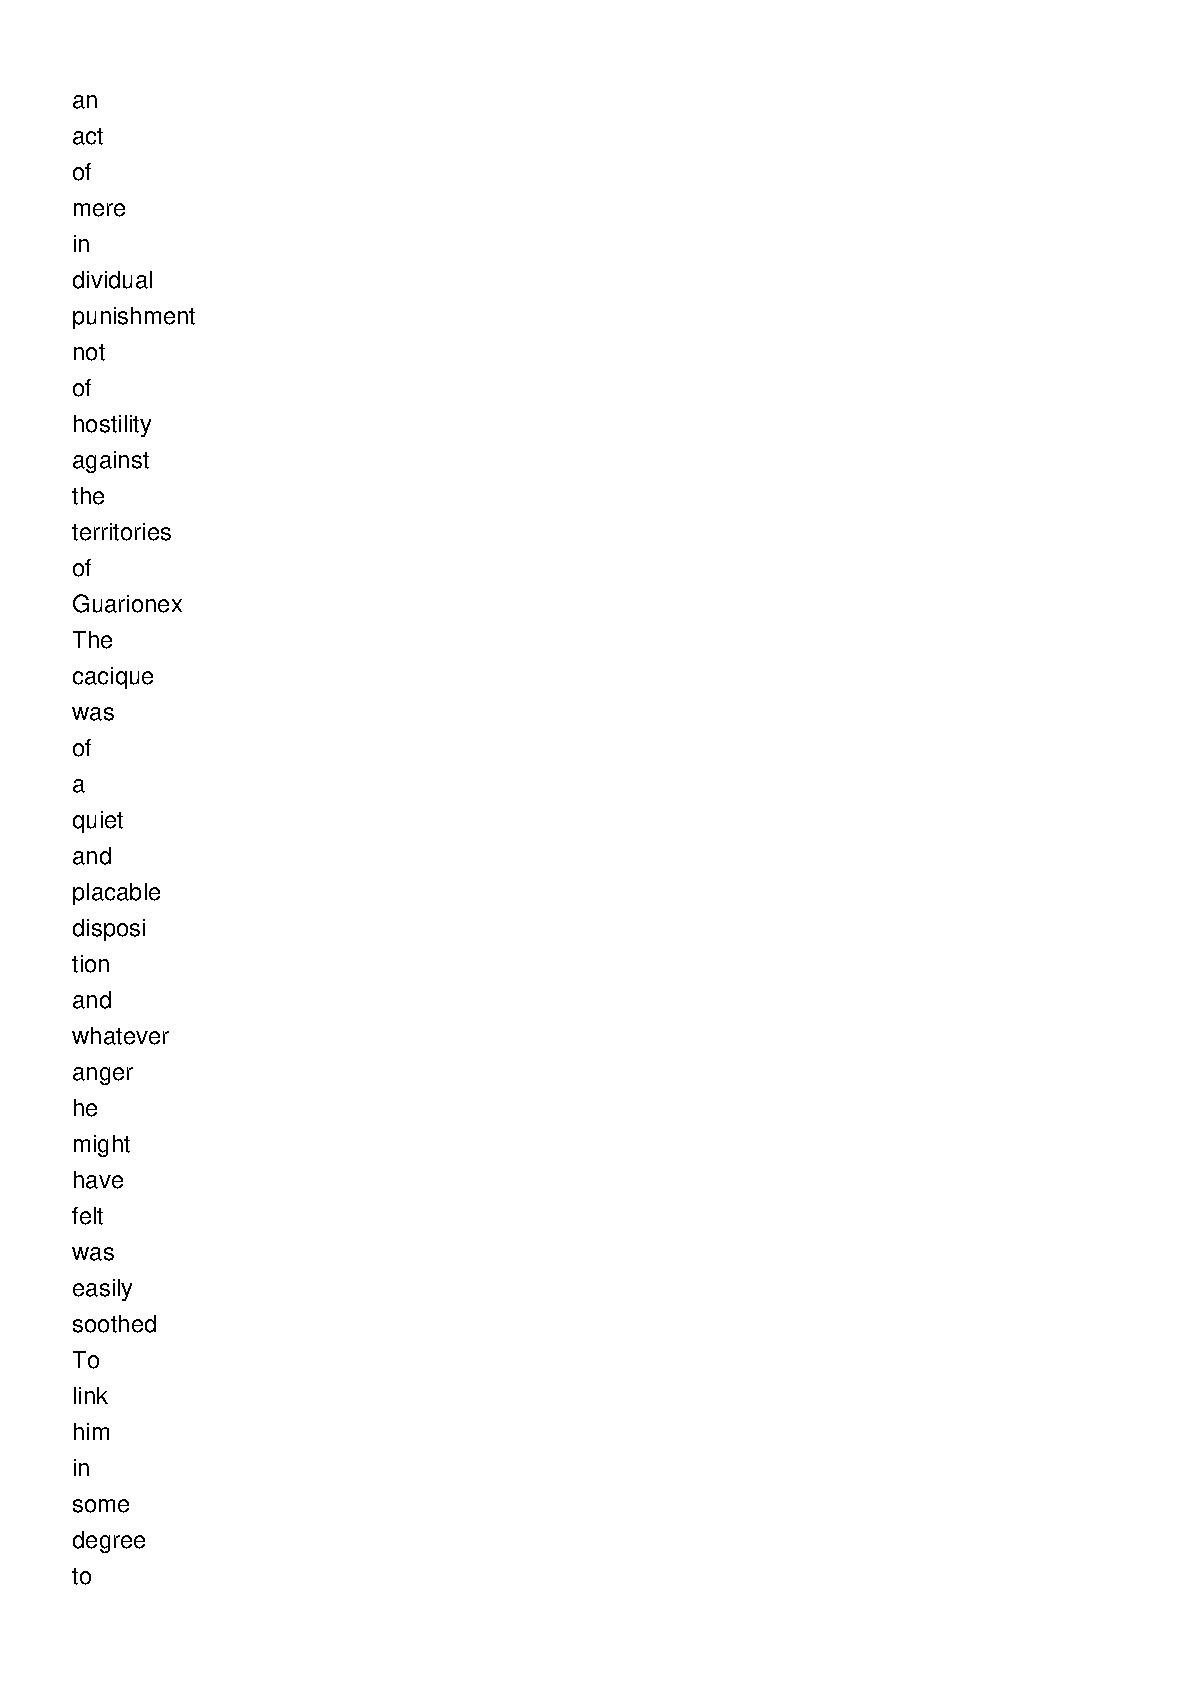 an
act
of
mere
in
dividual
punishment
not
of
hostility
against
the
territories
of
Guarionex
The
cacique
was
of
a
quiet
and
placable
disposi
tion
and
whatever
anger
he
might
have
felt
was
easily
soothed
To
link
him
in
some
degree
to